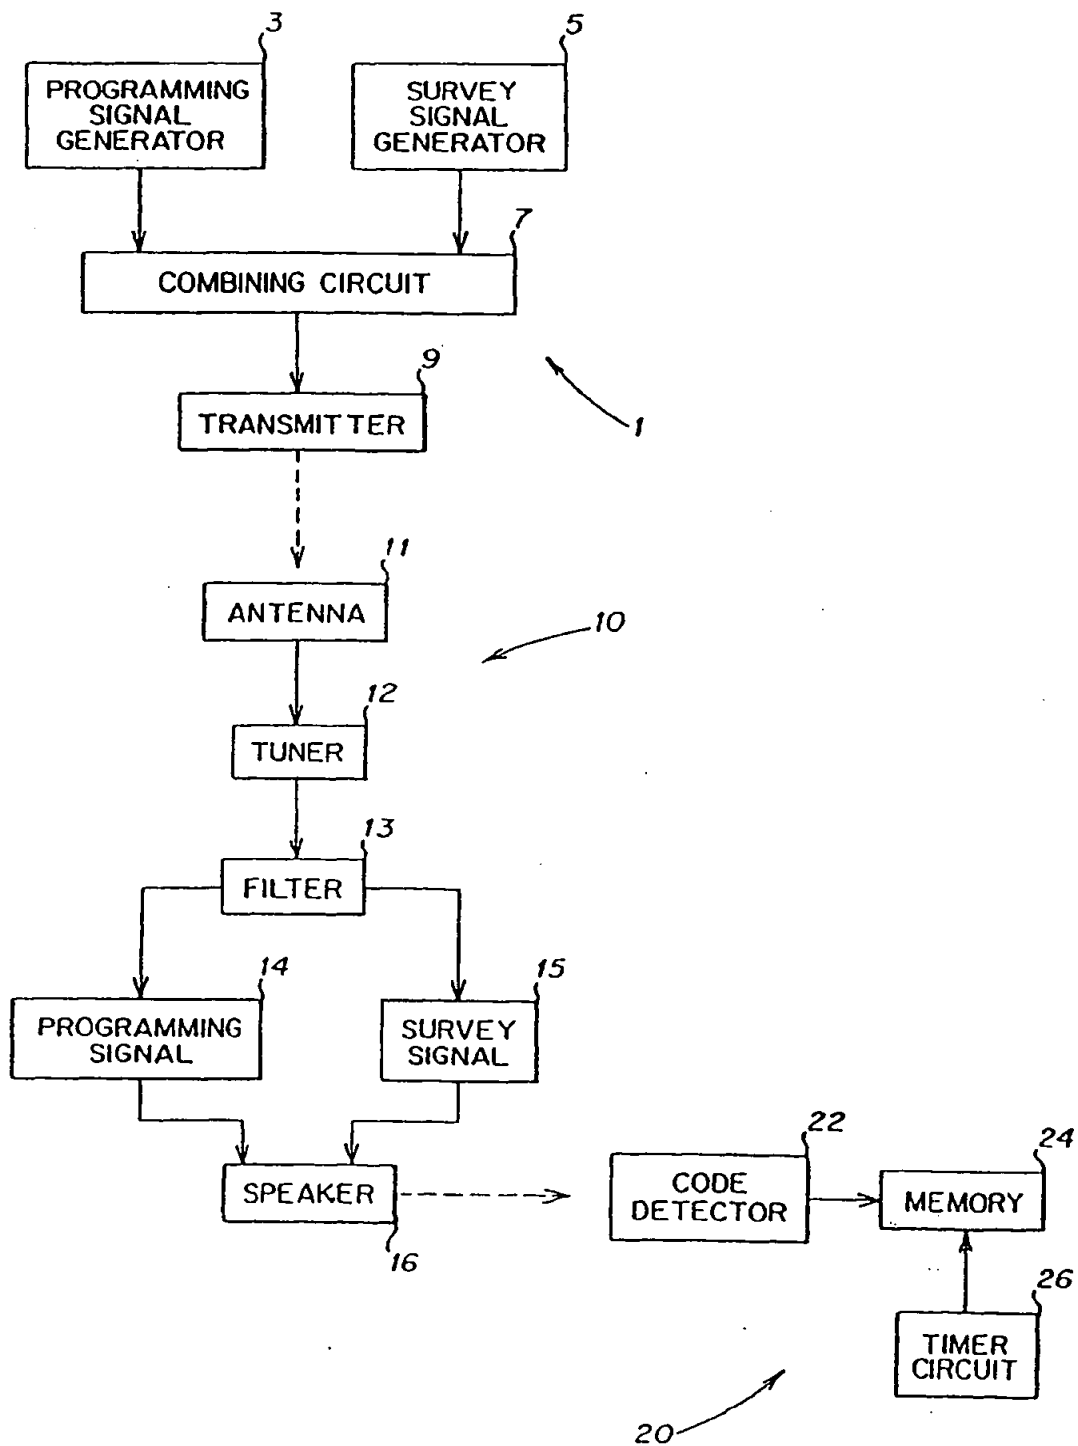 3
5
PROGRAMMING
SIGNAL
GENERATOR
SURVEY
SIGNAL
GENERATOR
7
COMBINING CIRCUIT
9
TRANSMITTER
1
11
ANTENNA
10
12
TUNER
13
FILTER
14
15
PROGRAMMING
SIGNAL
SURVEY
SIGNAL
22
24
SPEAKER
CODE
DETECTOR
MEMORY
16
26
TIMER
CIRCUIT
20